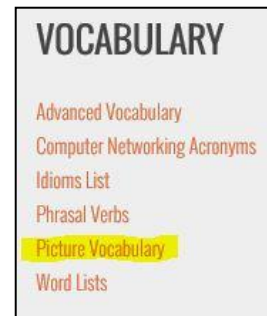 VOCABULARY
Advanced Vocabulary
Computer Networking Acronyms
Idioms List
Phrasal Verbs
Picture Vocabulary
Word Lists